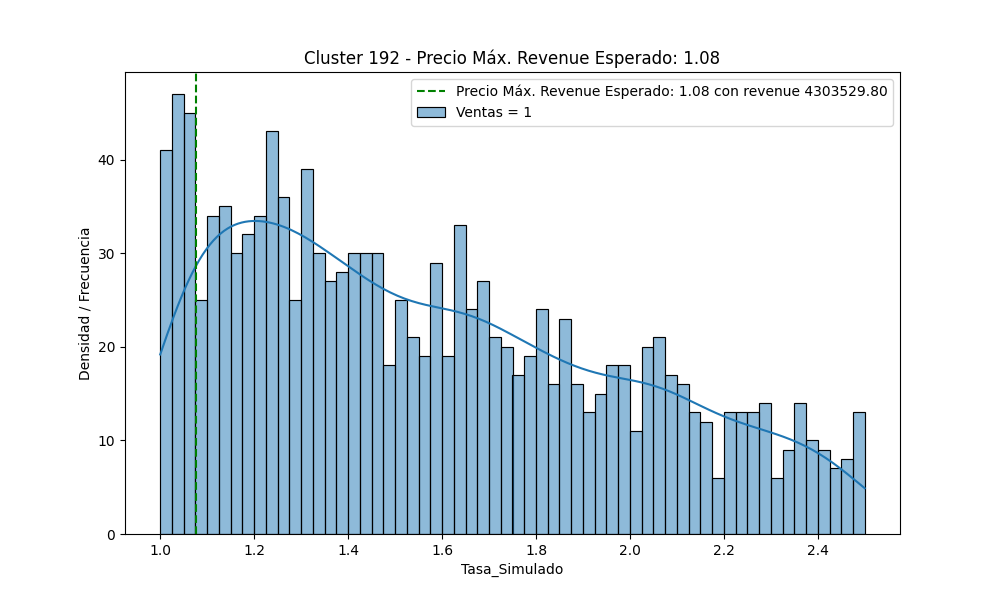 Cluster 192 - Precio Máx. Revenue Esperado: 1.08
Precio Máx. Revenue Esperado: 1.08 con revenue 4303529.80
Ventas = 1
Densidad / Frecuencia
40
30
20
10
0
1.0 1.2 1.4 1.6 1.8 2.0 2.2 2.4
Tasa_Simulado